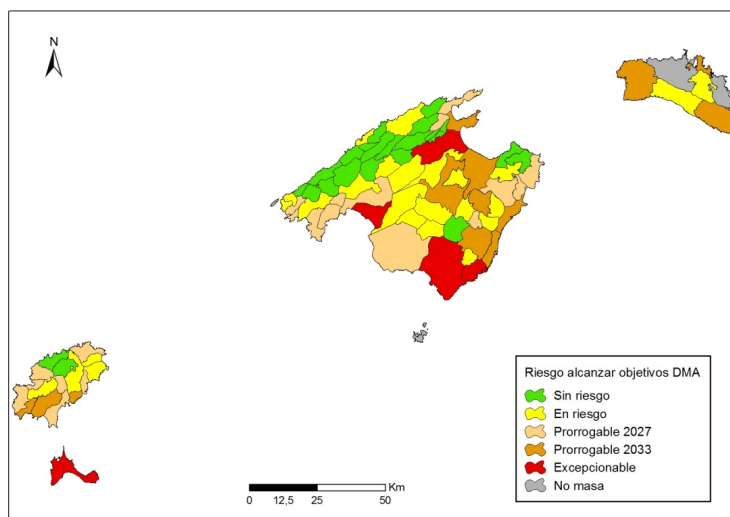 N
Riesgo alcanzar objetivos DMA
Sin riesgo
En riesgo
Prorrogable 2027
Prorrogable 2033
Excepcionable
No masa
Km
0 12,5 25 50